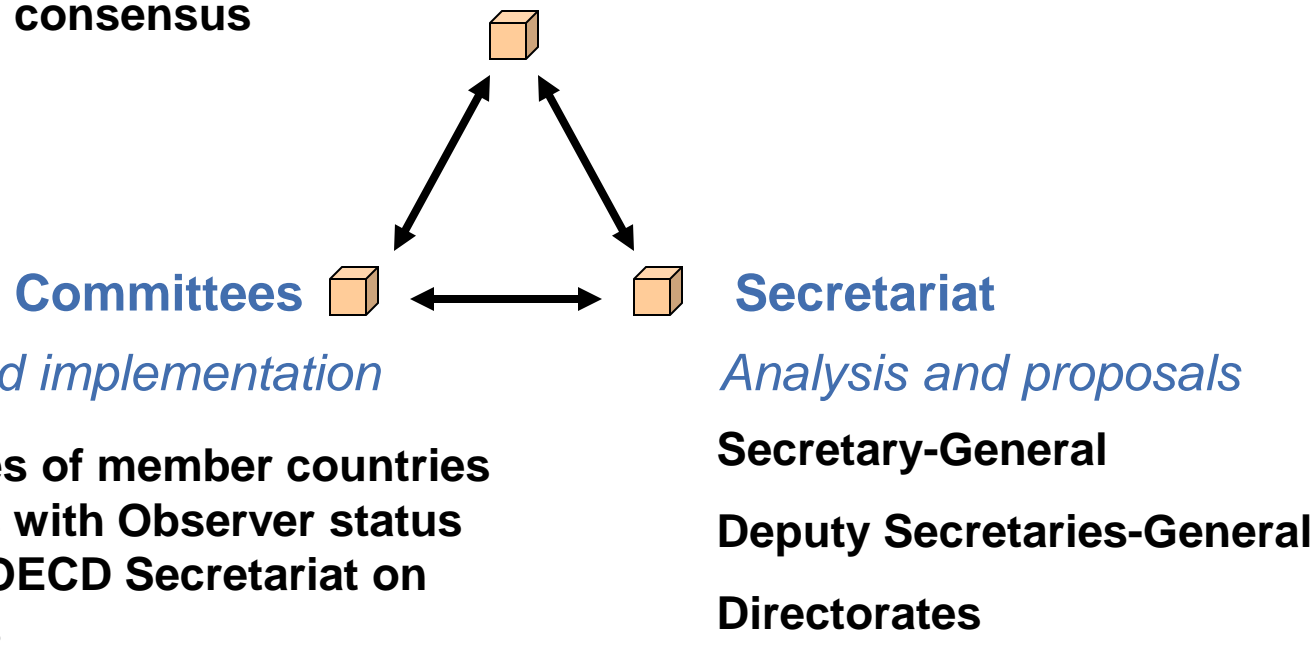 consensus
Committees
Secretariat
d implementation
Analysis and proposals
es of member countries
with Observer status
OECD Secretariat on
Secretary-General
Deputy Secretaries-General
Directorates